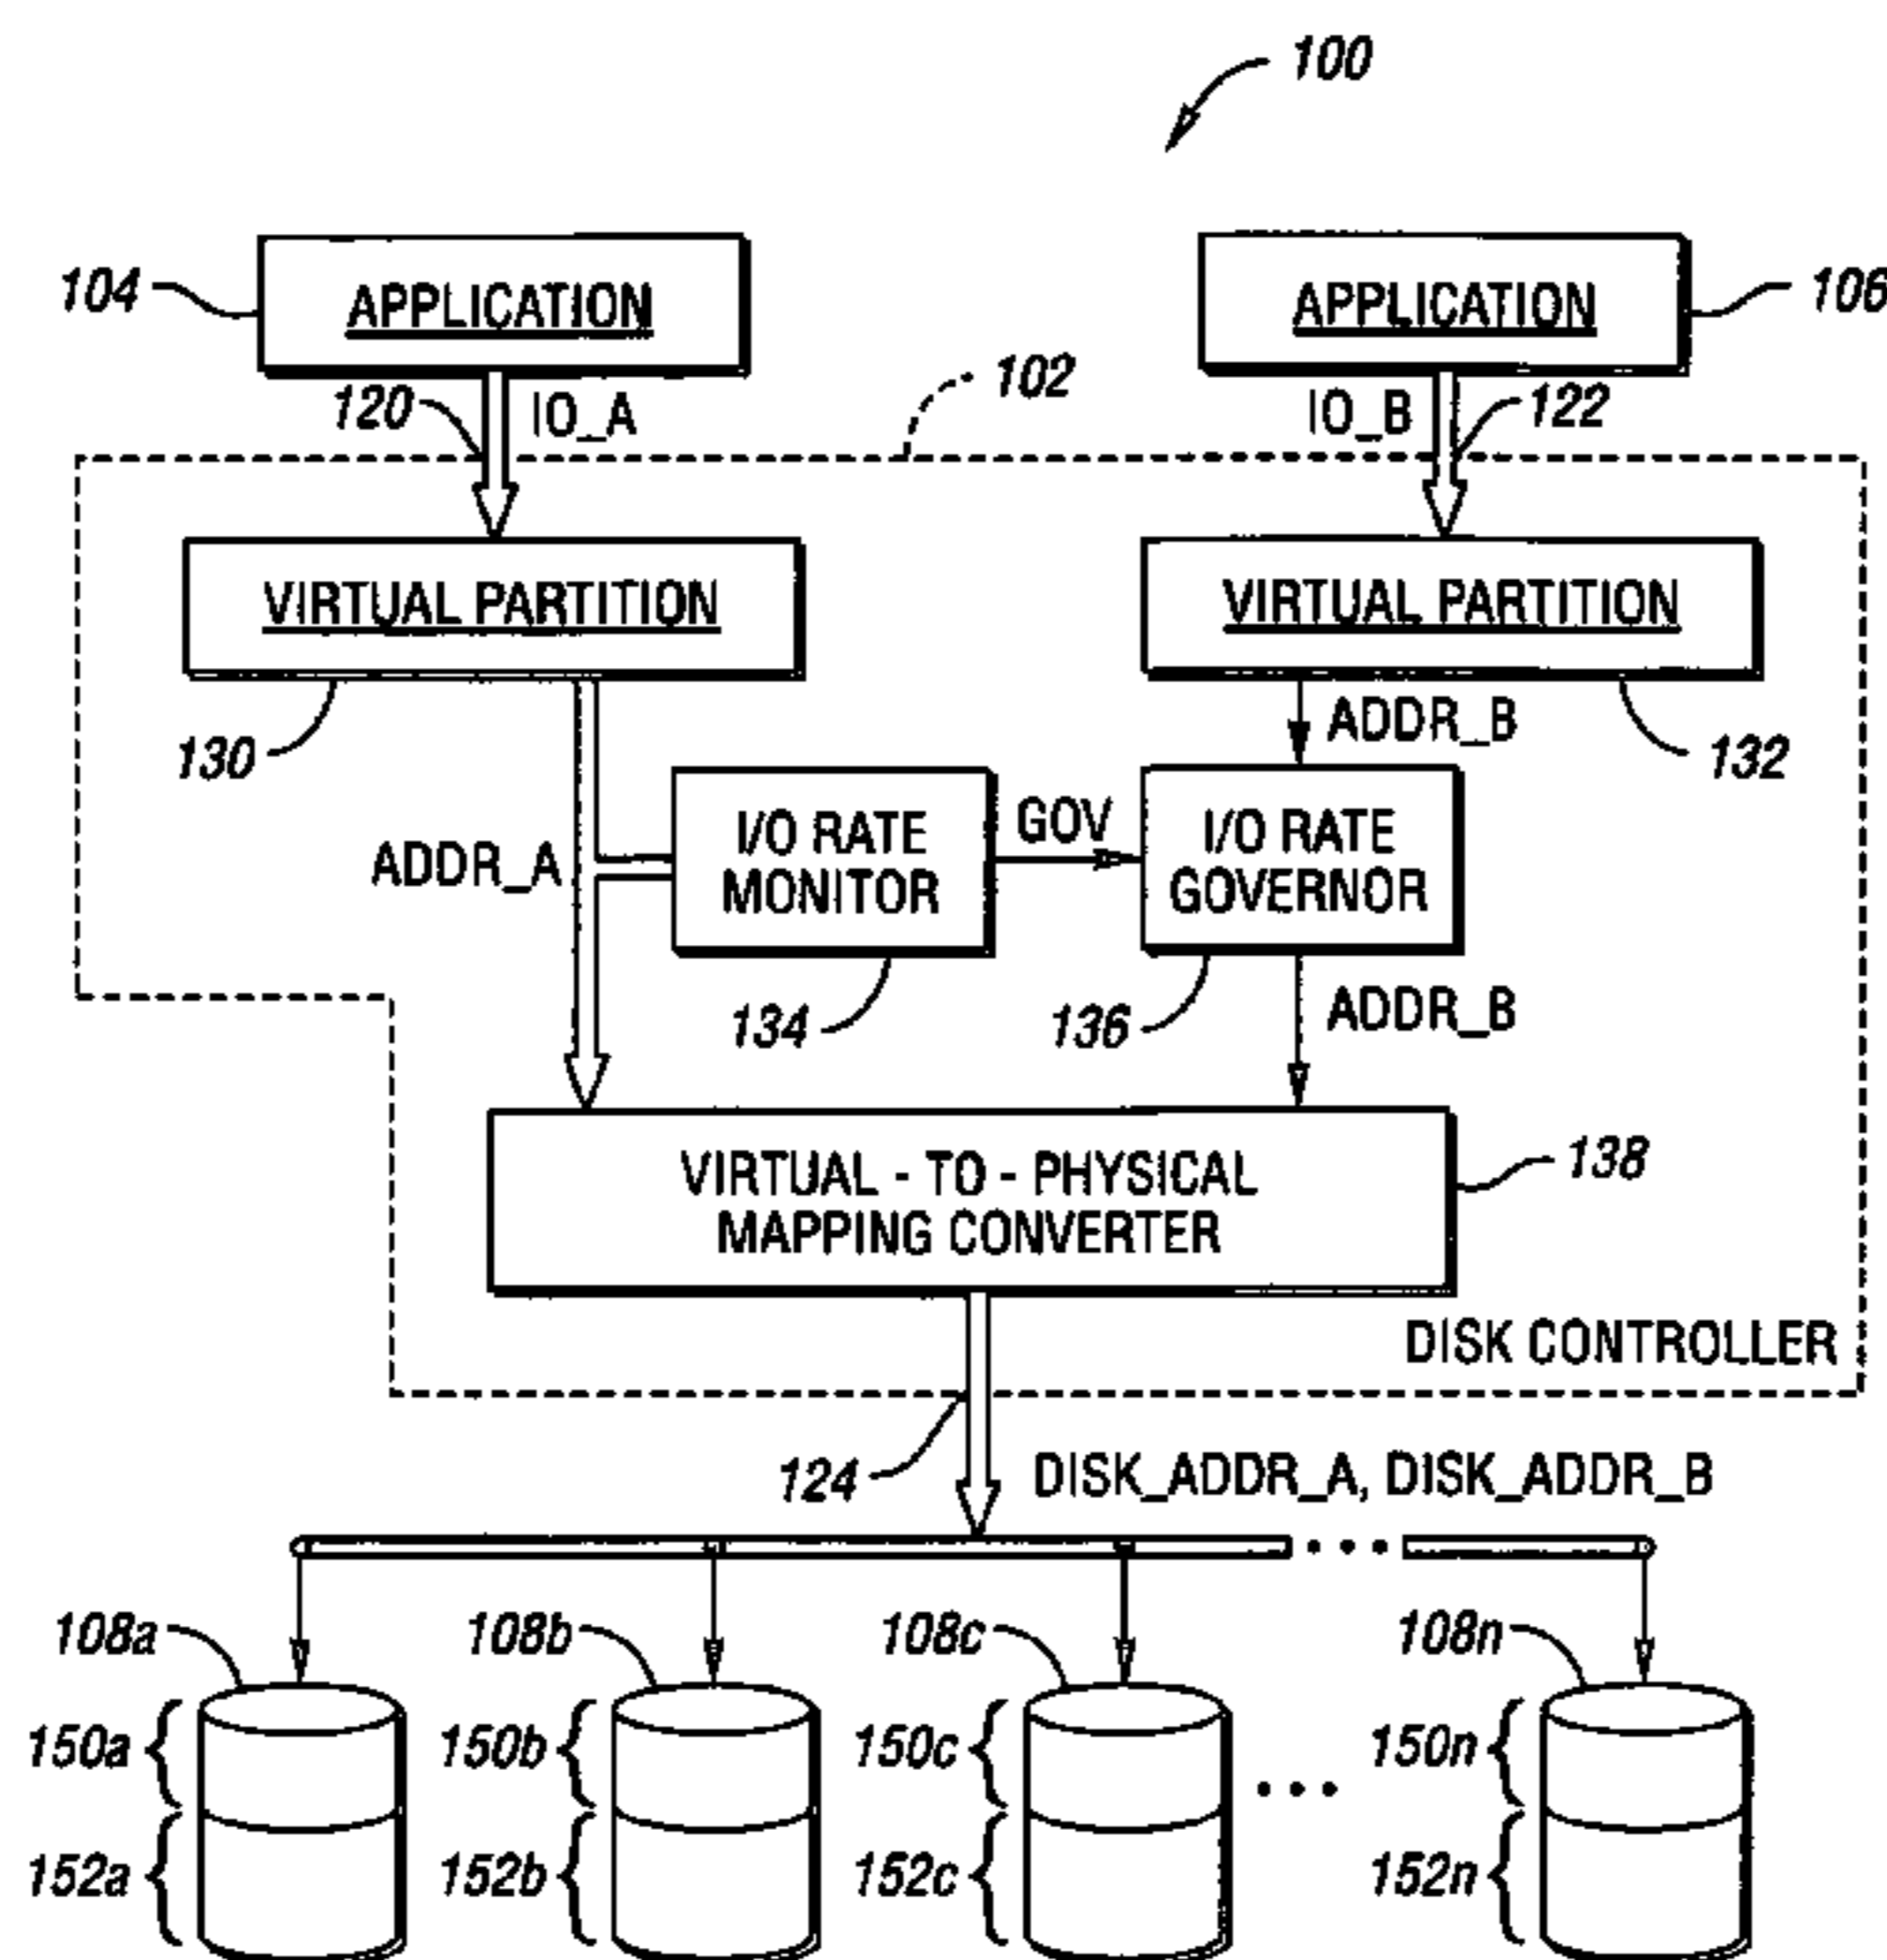 100
104
APPLICATION
APPLICATION
106
102
120
IO_A
IO_B
122
VIRTUAL PARTITION
VIRTUAL PARTITION
130
ADDR_B
132
I/O RATE
MONITOR
GOV
I/O RATE
GOVERNOR
ADDR_A
134
136
ADDR_B
VIRTUAL - TO - PHYSICAL
MAPPING CONVERTER
138
DISK CONTROLLER
124
DISK_ADDR_A, DISK_ADDR_B
108a
108b
108c
108n
150a
150b
150c
150n
152a
152b
152c
152n